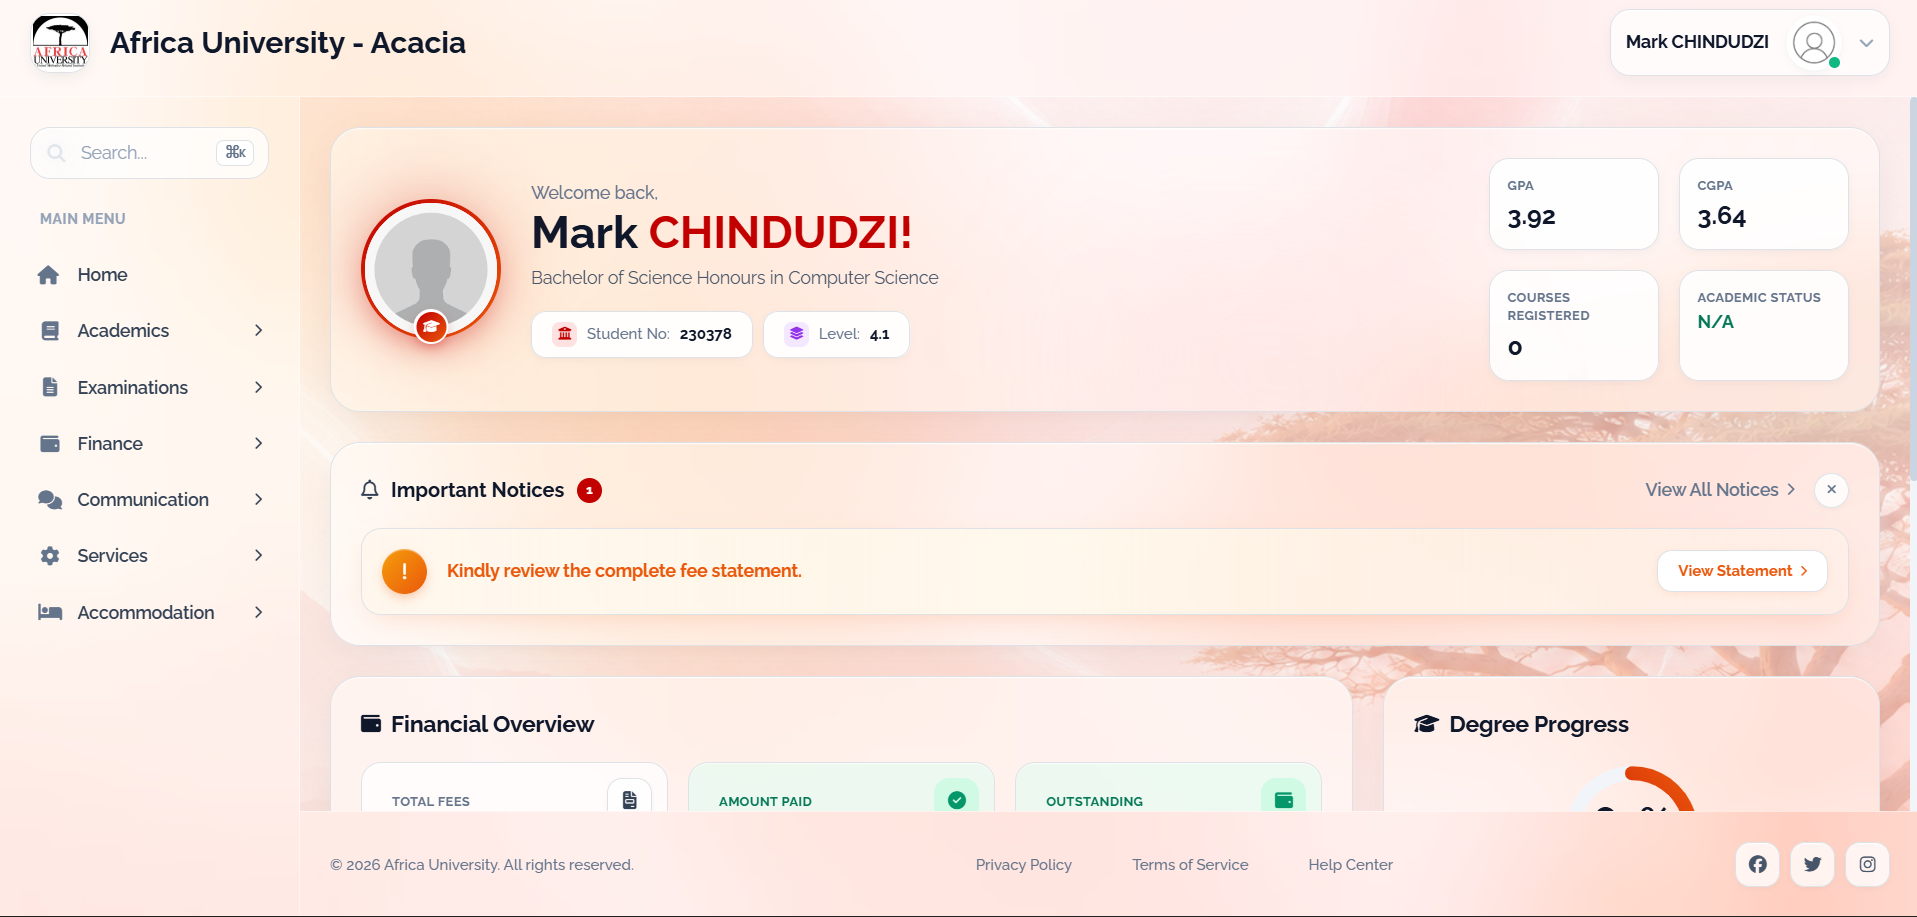 AFRICA
UNIVERSITY
Africa University - Acacia
Mark CHINDUDZI
Search...
⌘K
MAIN MENU
Home
Academics
Examinations
Finance
Communication
Services
Accommodation
Welcome back,
Mark CHINDUDZI!
Bachelor of Science Honours in Computer Science
Student No: 230378
Level: 4.1
GPA
3.92
CGPA
3.64
COURSES
REGISTERED
0
ACADEMIC STATUS
N/A
Important Notices 1
View All Notices
!
Kindly review the complete fee statement.
View Statement
Financial Overview
TOTAL FEES
AMOUNT PAID
OUTSTANDING
Degree Progress
© 2026 Africa University. All rights reserved.
Privacy Policy
Terms of Service
Help Center